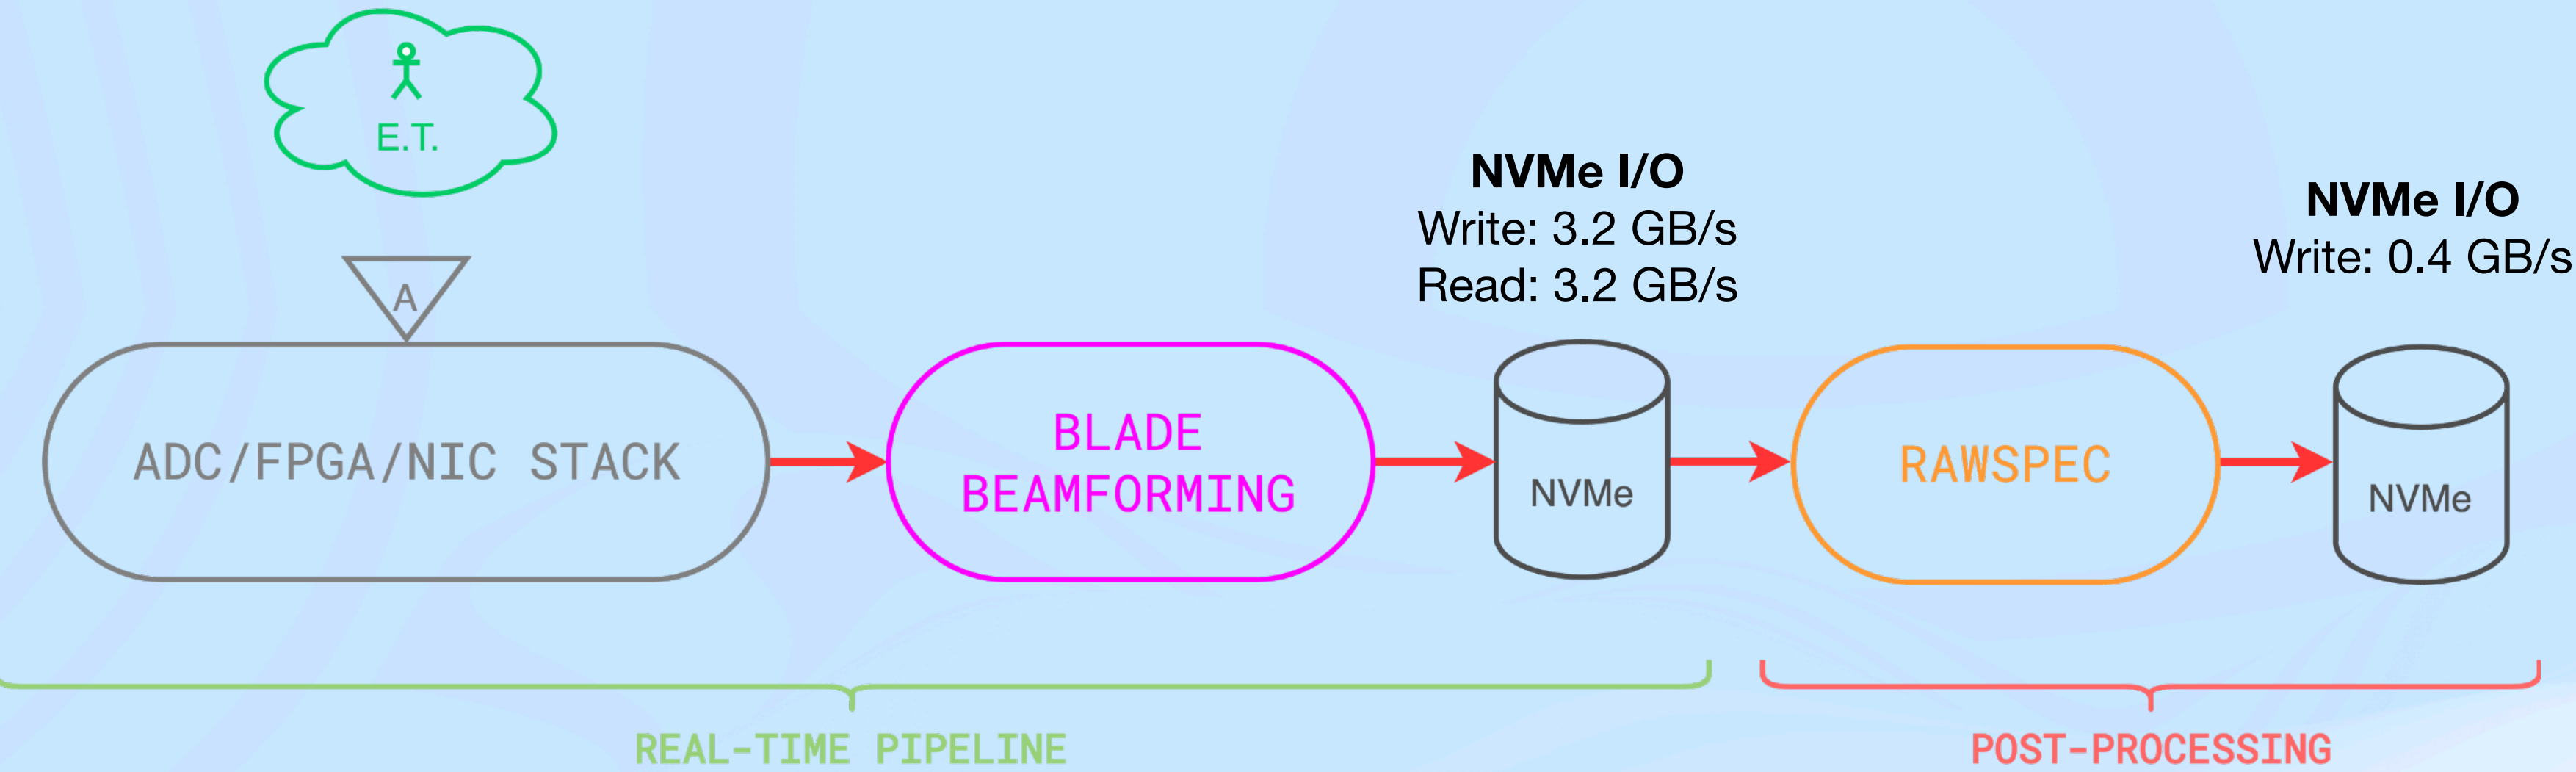 E.T.
A
ADC/FPGA/NIC STACK
BLADE
BEAMFORMING
NVMe I/O
Write: 3.2 GB/s
Read: 3.2 GB/s
NVMe
RAWSPEC
NVMe I/O
Write: 0.4 GB/s
NVMe
REAL-TIME PIPELINE
POST-PROCESSING